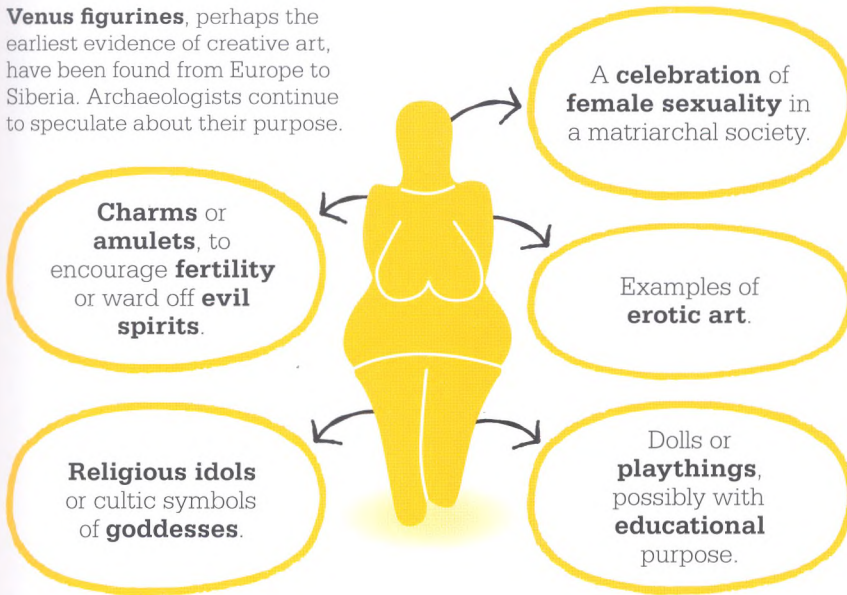 Venus figurines, perhaps the
earliest evidence of creative art,
have been found from Europe to
Siberia. Archaeologists continue
to speculate about their purpose.
A celebration of
female sexuality in
a matriarchal society.
Charms or
amulets, to
encourage fertility
or ward off evil
spirits.
Examples of
erotic art.
Religious idols
or cultic symbols
of goddesses.
Dolls or
playthings,
possibly with
educational
purpose.